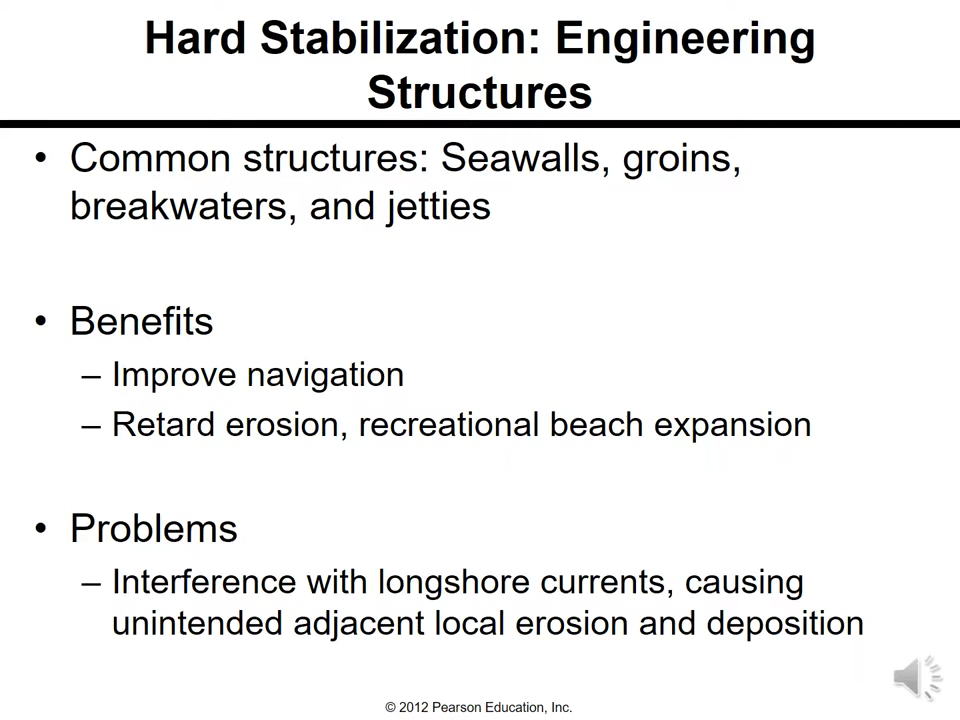 Hard Stabilization: Engineering
Structures
• Common structures: Seawalls, groins,
breakwaters, and jetties
• Benefits
– Improve navigation
– Retard erosion, recreational beach expansion
• Problems
– Interference with longshore currents, causing
unintended adjacent local erosion and deposition
© 2012 Pearson Education, Inc.